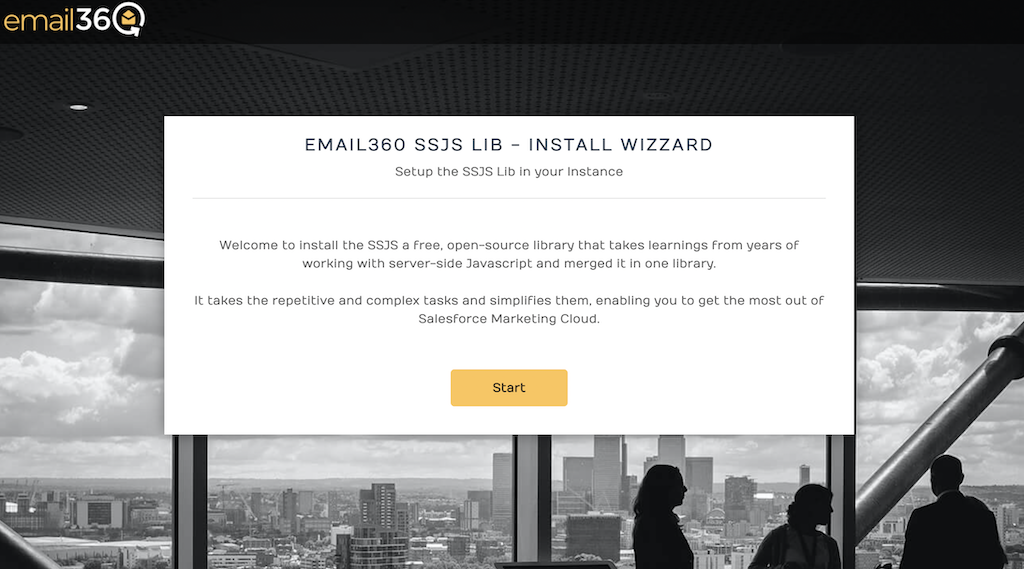 email360
EMAIL360 SSJS LIB - INSTALL WIZZARD
Setup the SSJS Lib in your Instance
Welcome to install the SSJS a free, open-source library that takes learnings from years of
working with server-side Javascript and merged it in one library.
It takes the repetitive and complex tasks and simplifies them, enabling you to get the most out of
Salesforce Marketing Cloud.
Start